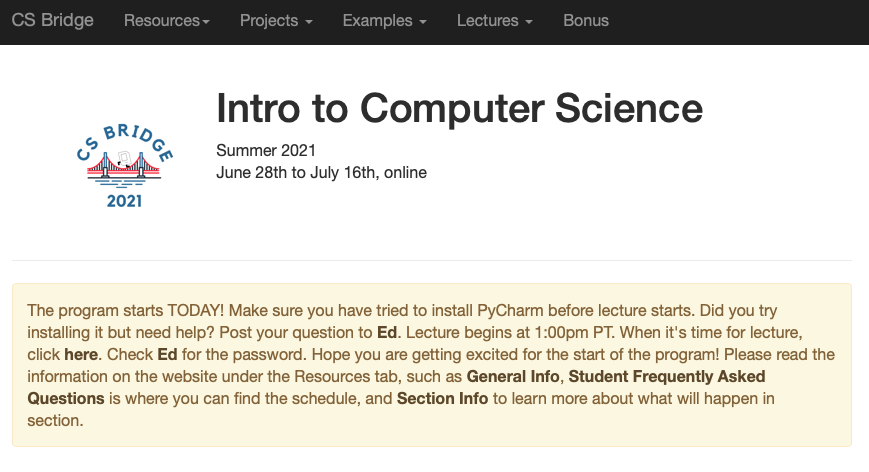 CS Bridge Resources Projects Examples Lectures Bonus
Intro to Computer Science
CS BRIDGE
2021
Summer 2021
June 28th to July 16th, online
The program starts TODAY! Make sure you have tried to install PyCharm before lecture starts. Did you try
installing it but need help? Post your question to Ed. Lecture begins at 1:00pm PT. When it's time for lecture,
click here. Check Ed for the password. Hope you are getting excited for the start of the program! Please read the
information on the website under the Resources tab, such as General Info, Student Frequently Asked
Questions is where you can find the schedule, and Section Info to learn more about what will happen in
section.